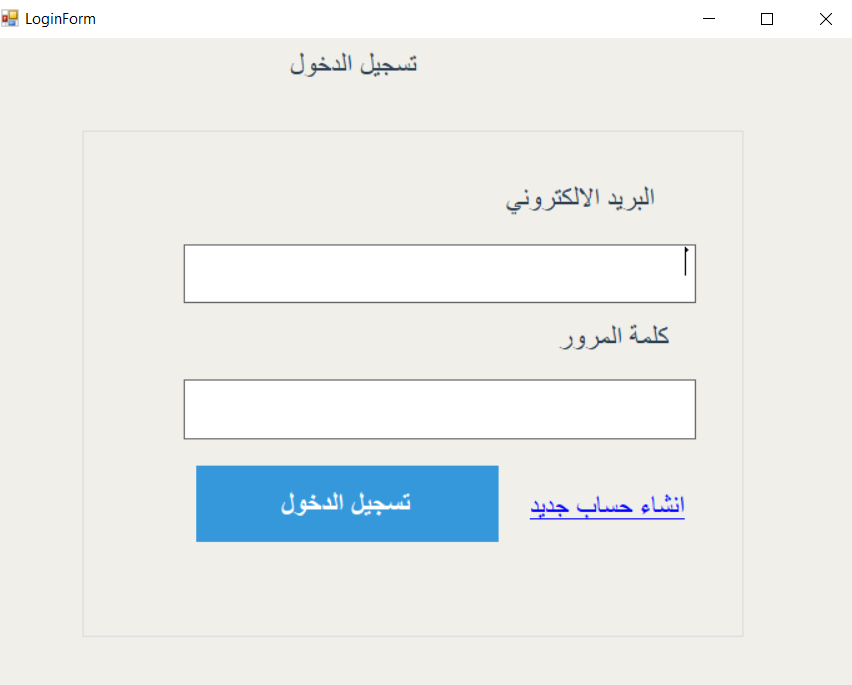 LoginForm
تسجيل الدخول
البريد الالكتروني
كلمة المرور
انشاء حساب جديد
تسجيل الدخول